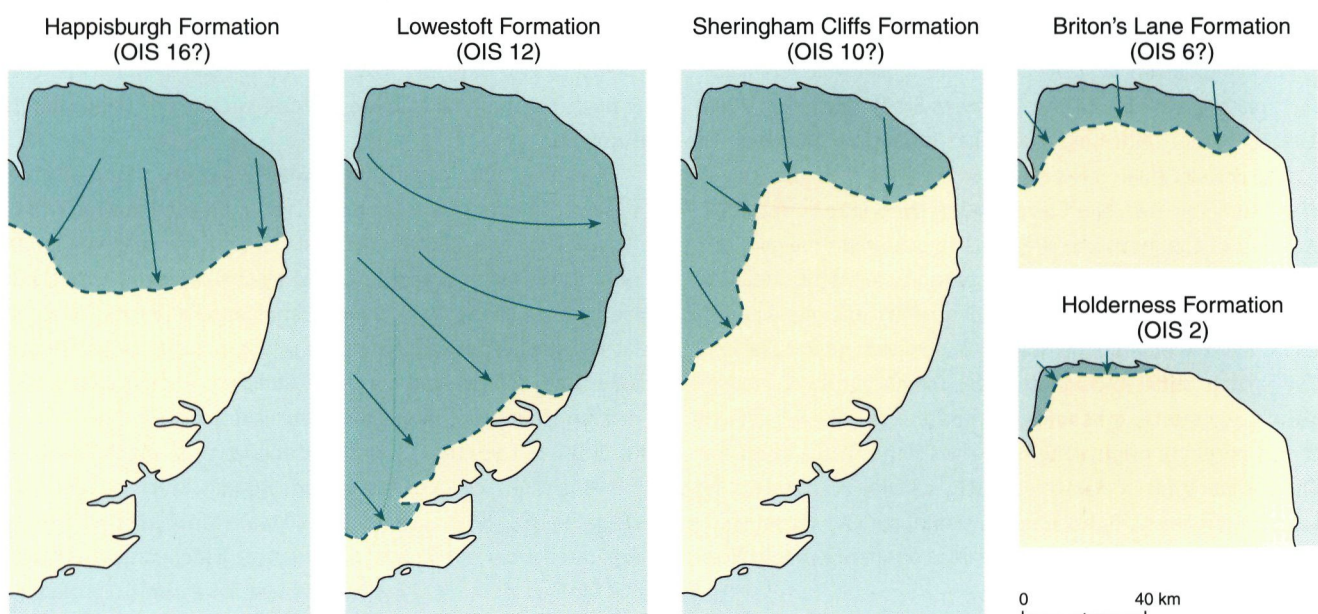 Happisburgh Formation
(OIS 16?)
Lowestoft Formation
(OIS 12)
Sheringham Cliffs Formation
(OIS 10?)
Briton's Lane Formation
(OIS 6?)
Holderness Formation
(OIS 2)
0 40 km